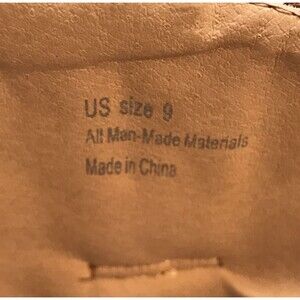 US size 9
All Man-Made Materials
Made in China